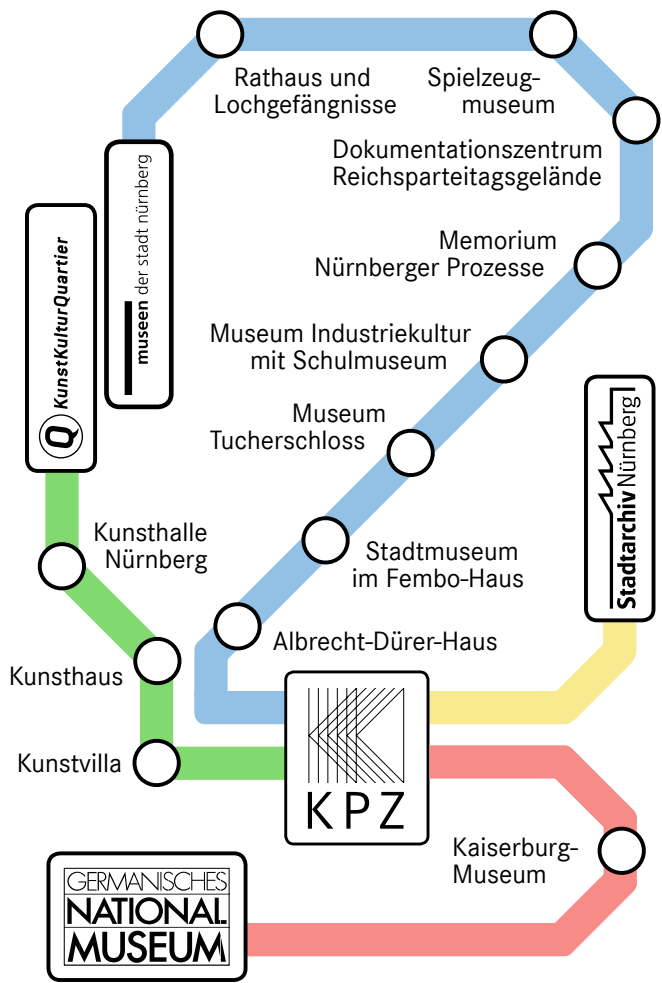 Rathaus und
Lochgefängnisse
Spielzeug-
museum
Dokumentationszentrum
Reichsparteitagsgelände
museen der stadt nürnberg
Q KunstKulturQuartier
Memorium
Nürnberger Prozesse
Museum Industriekultur
mit Schulmuseum
Museum
Tucherschloss
Stadtarchiv Nürnberg
Kunsthalle
Nürnberg
Stadtmuseum
im Fembo-Haus
Albrecht-Dürer-Haus
Kunsthaus
Kunstvilla
KPZ
Kaiserburg-
Museum
GERMANISCHES
NATIONAL
MUSEUM